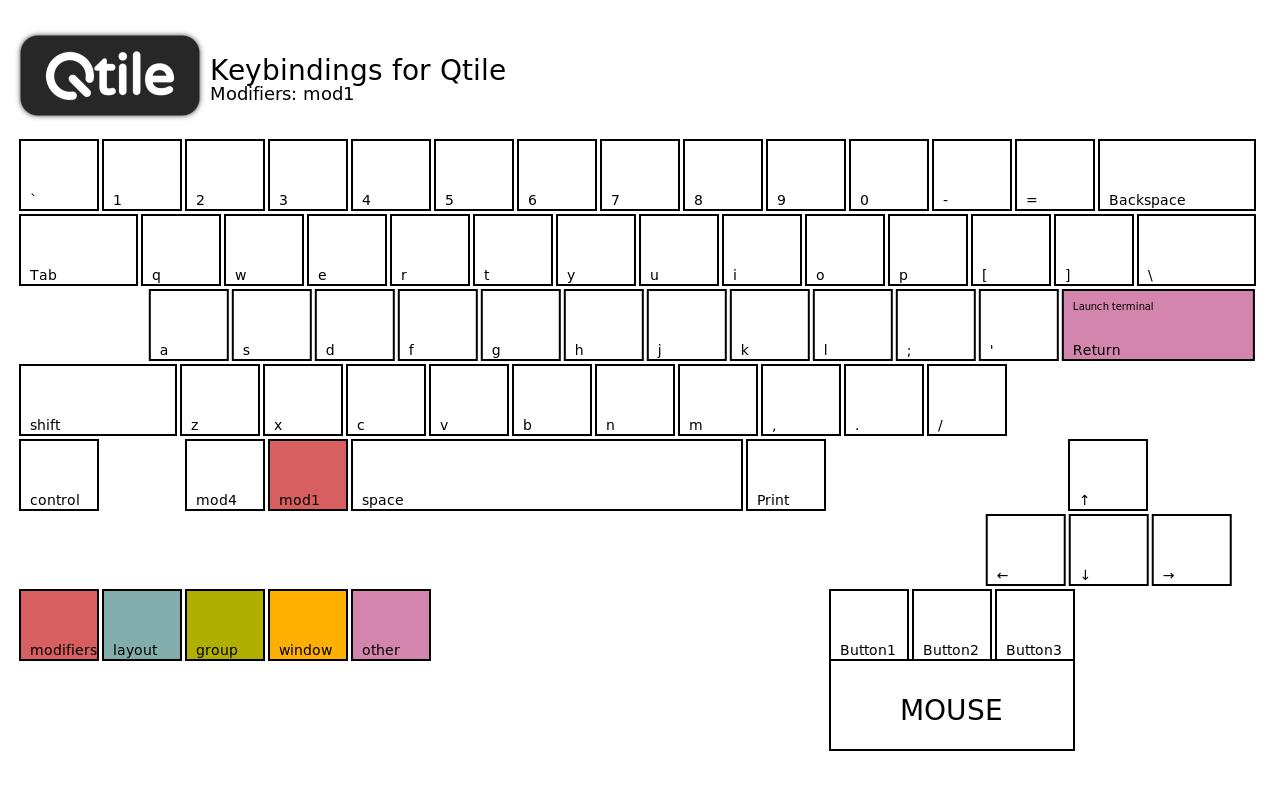 Qtile
Keybindings for Qtile
Modifiers: mod1
` 1 2 3 4 5 6 7 8 9 0 - = Backspace
Tab q w e r t y u i o p [ ] \
Launch terminal
a s d f g h j k l ; ' Return
shift z x c v b n m , . /
control mod4 mod1 space Print ↑
← ↓ →
modifiers layout group window other Button1 Button2 Button3
MOUSE